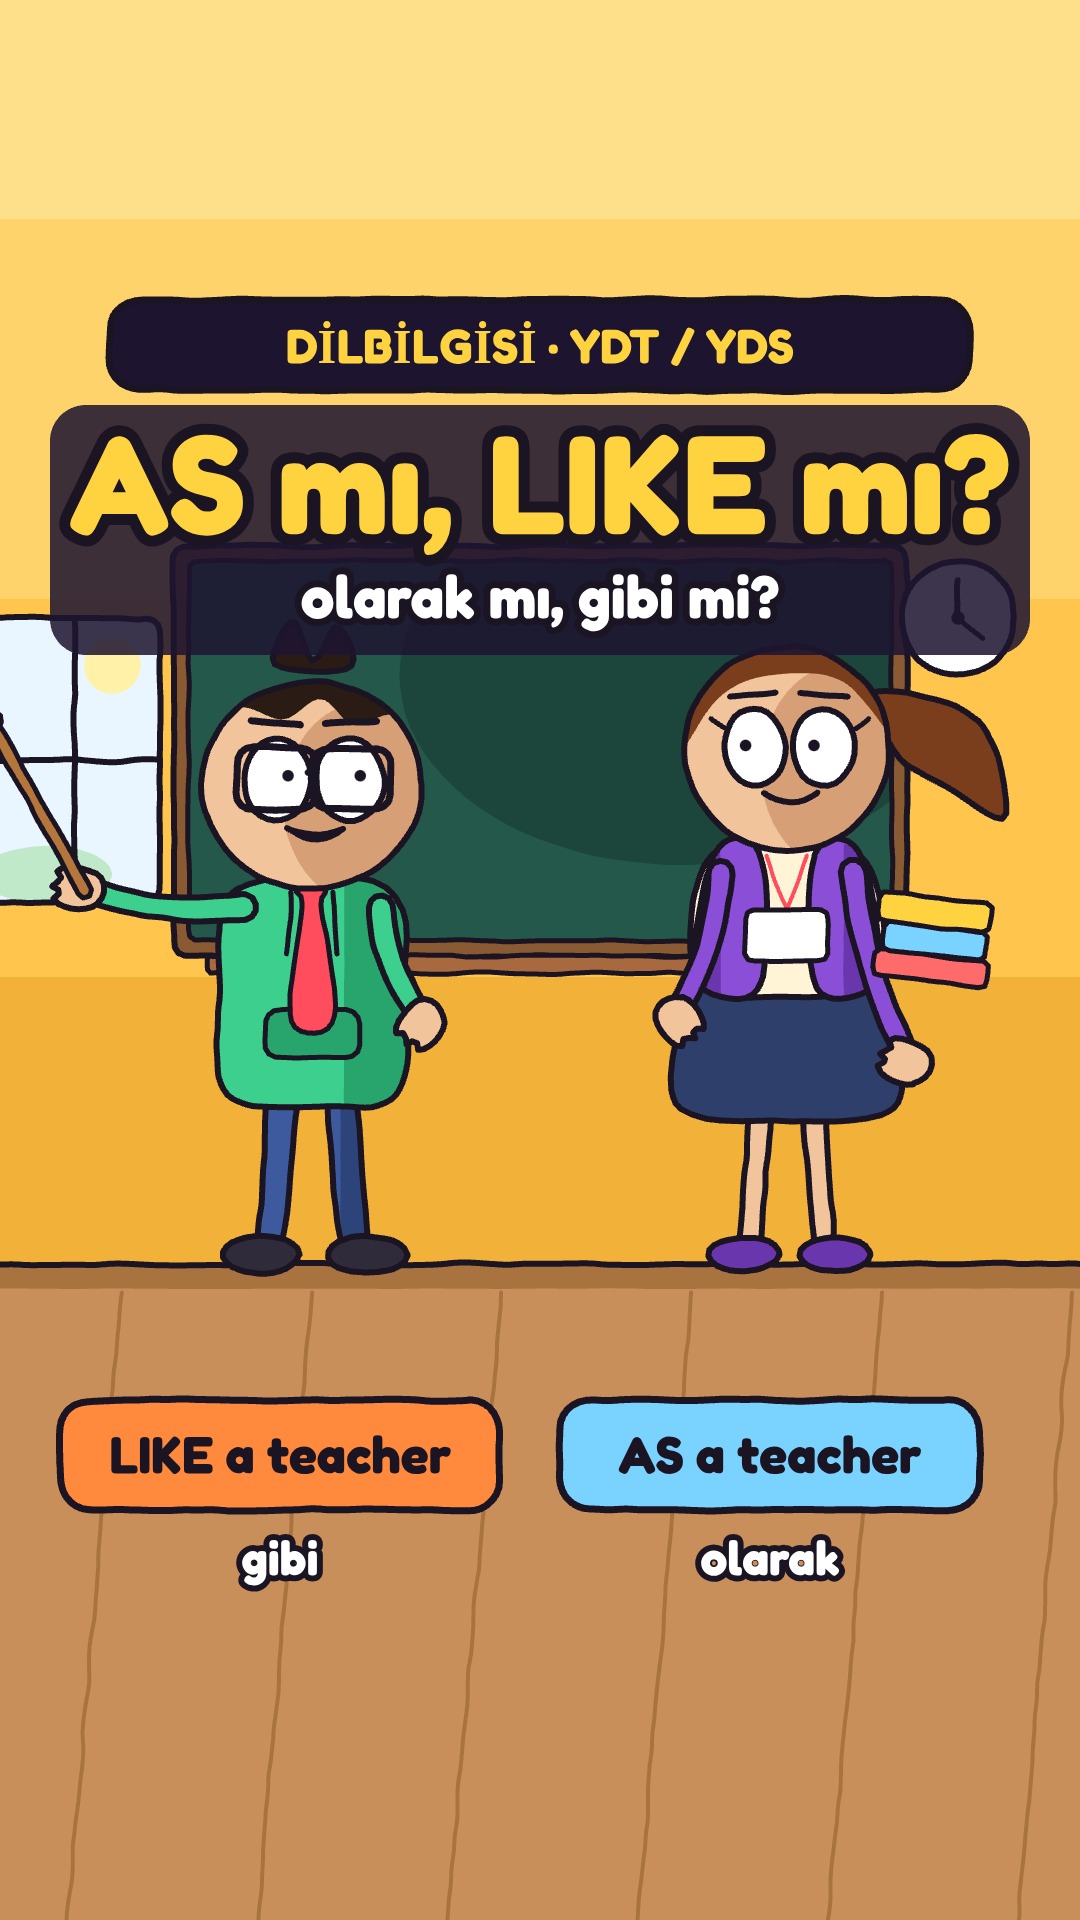 DİLBİLGİSİ · YDT / YDS
AS mı, LIKE mı?
olarak mı, gibi mi?
LIKE a teacher
AS a teacher
gibi
olarak